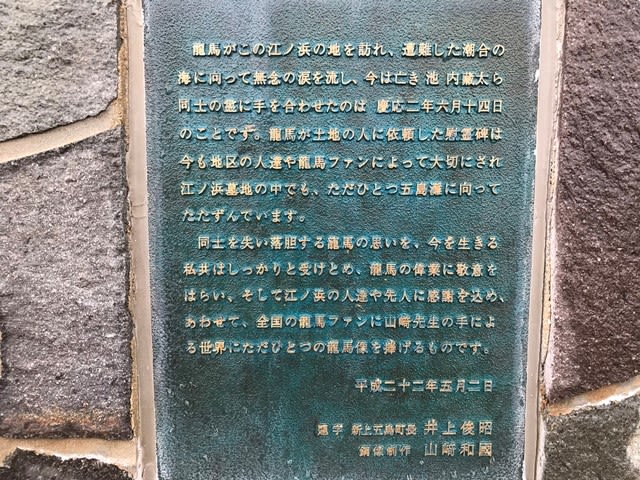 龍馬がこの江ノ浜の地を訪れ、遭難した潮合の
海に向って無念の涙を流し、今は亡き 池 内蔵太ら
同士の霊に手を合わせたのは 慶応二年六月十四日
のことです。龍馬が土地の人に依頼した慰霊碑は
今も地区の人達や龍馬ファンによって大切にされ
江ノ浜墓地の中でも、ただひとつ五島灘に向って
たたずんでいます。
同士を失い落胆する龍馬の思いを、今を生きる
私共はしっかりと受けとめ、龍馬の偉業に敬意を
はらい、そして江ノ浜の人達や先人に感謝を込め、
あわせて、全国の龍馬ファンに山﨑先生の手によ
る世界にただひとつの龍馬像を捧げるものです。
平成二十二年五月二日
題字 新上五島町長 井上俊昭
銅像制作 山﨑和國